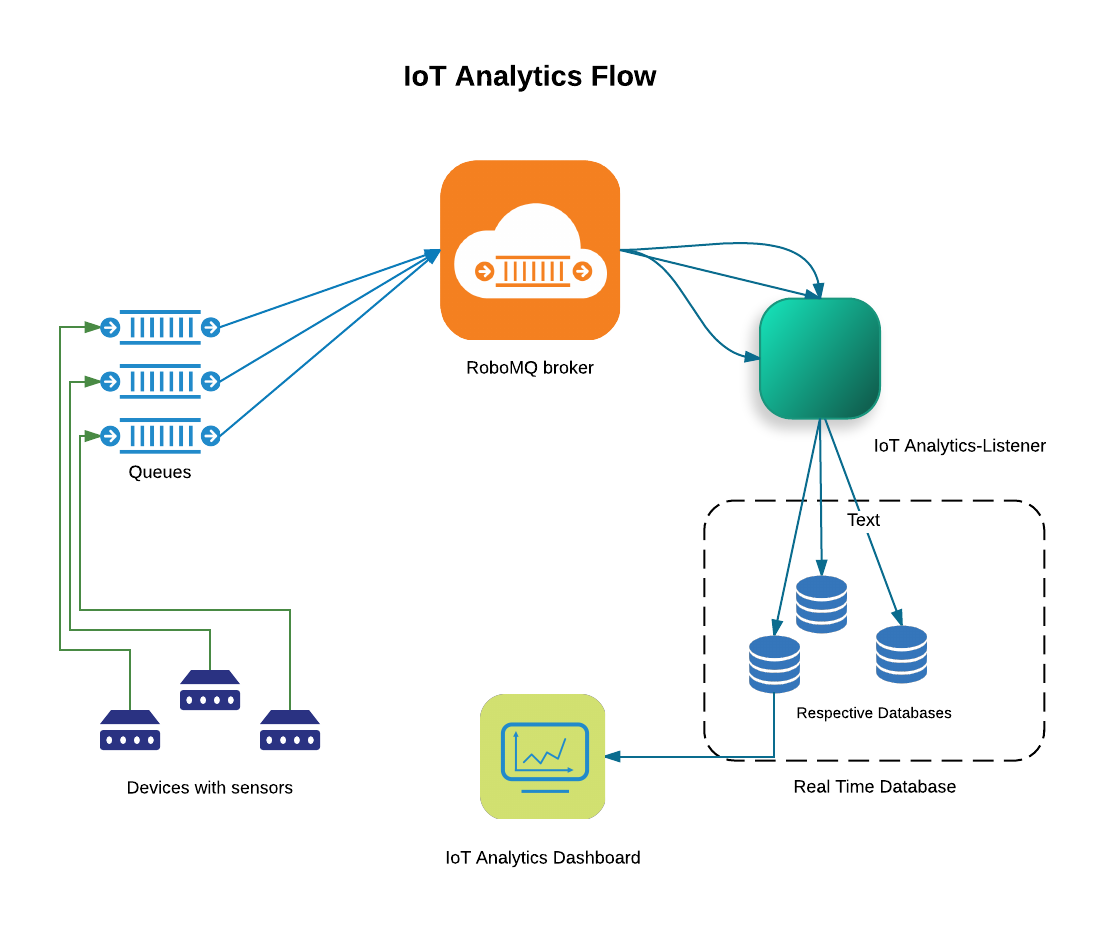 IoT Analytics Flow
RoboMQ broker
Queues
IoT Analytics-Listener
Text
Respective Databases
Devices with sensors
Real Time Database
IoT Analytics Dashboard